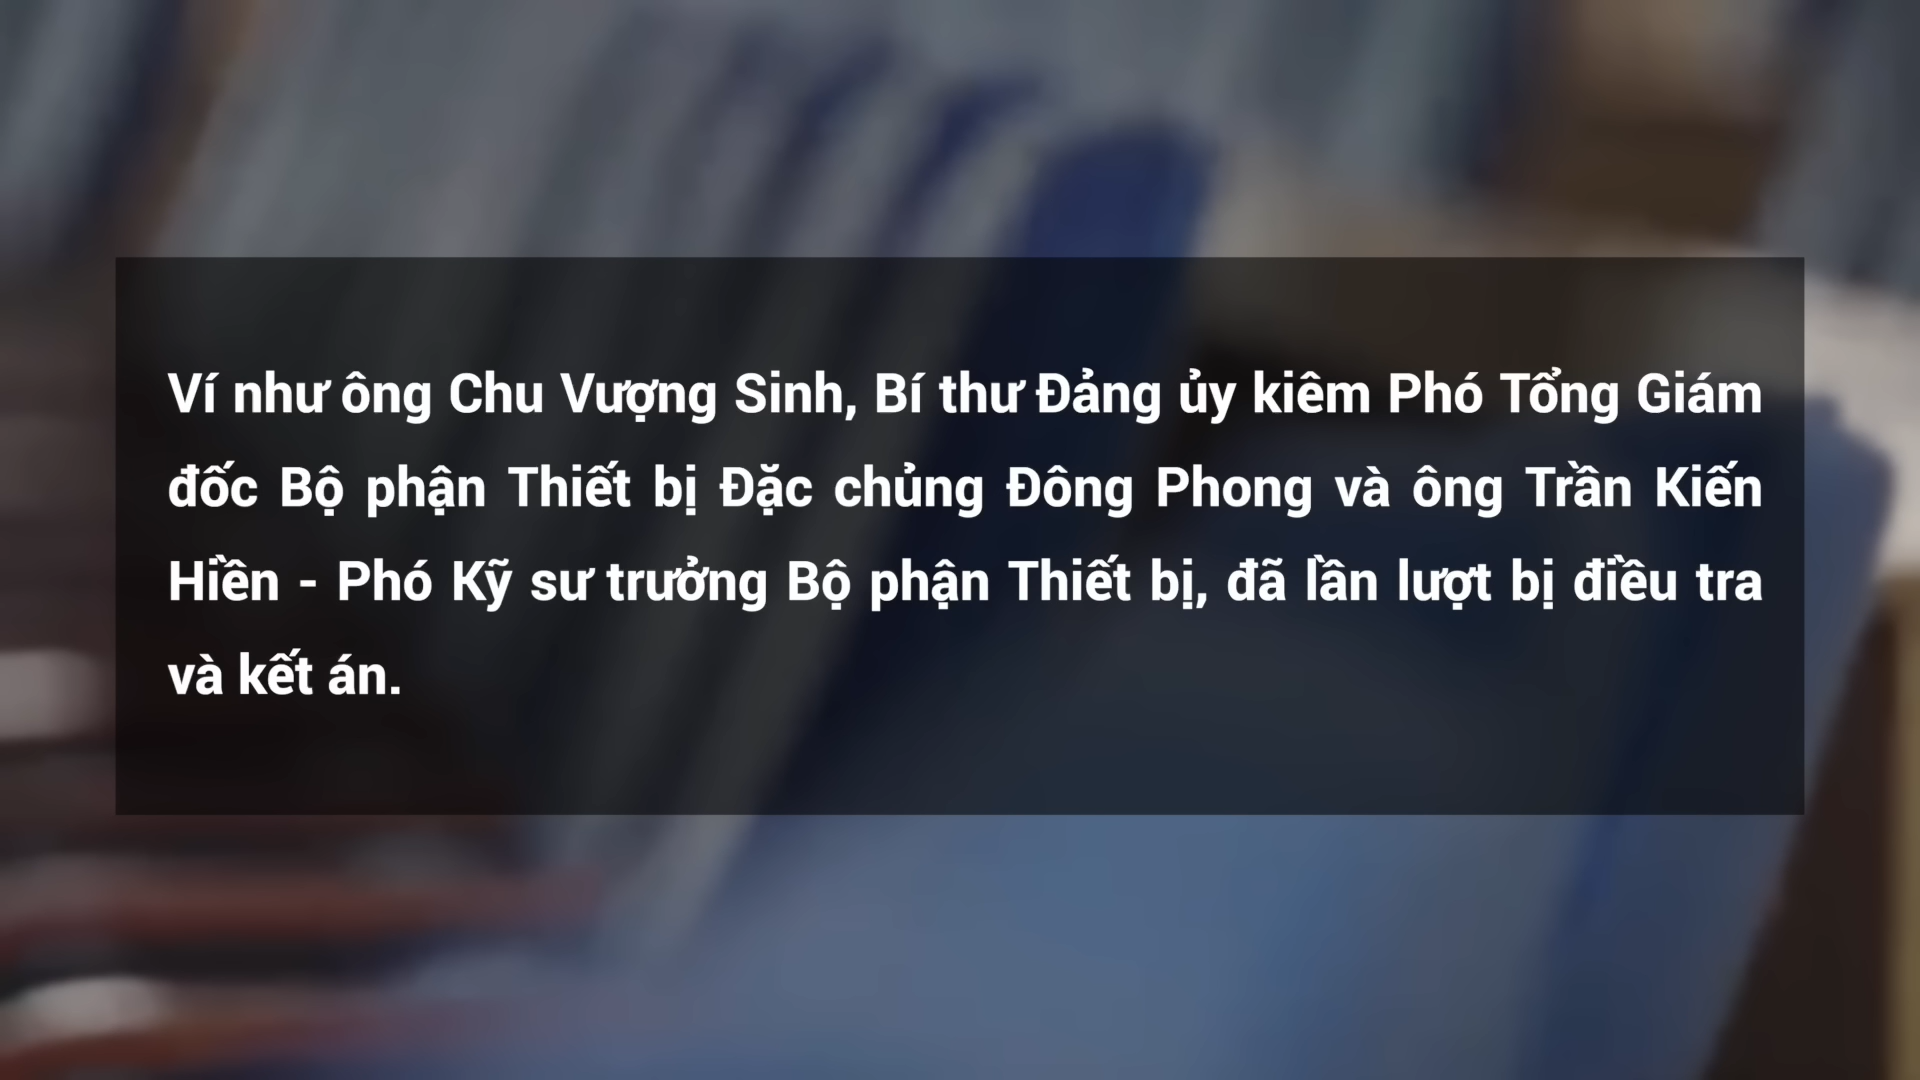 Ví như ông Chu Vượng Sinh, Bí thư Đảng ủy kiêm Phó Tổng Giám
đốc Bộ phận Thiết bị Đặc chủng Đông Phong và ông Trần Kiến
Hiền - Phó Kỹ sư trưởng Bộ phận Thiết bị, đã lần lượt bị điều tra
và kết án.